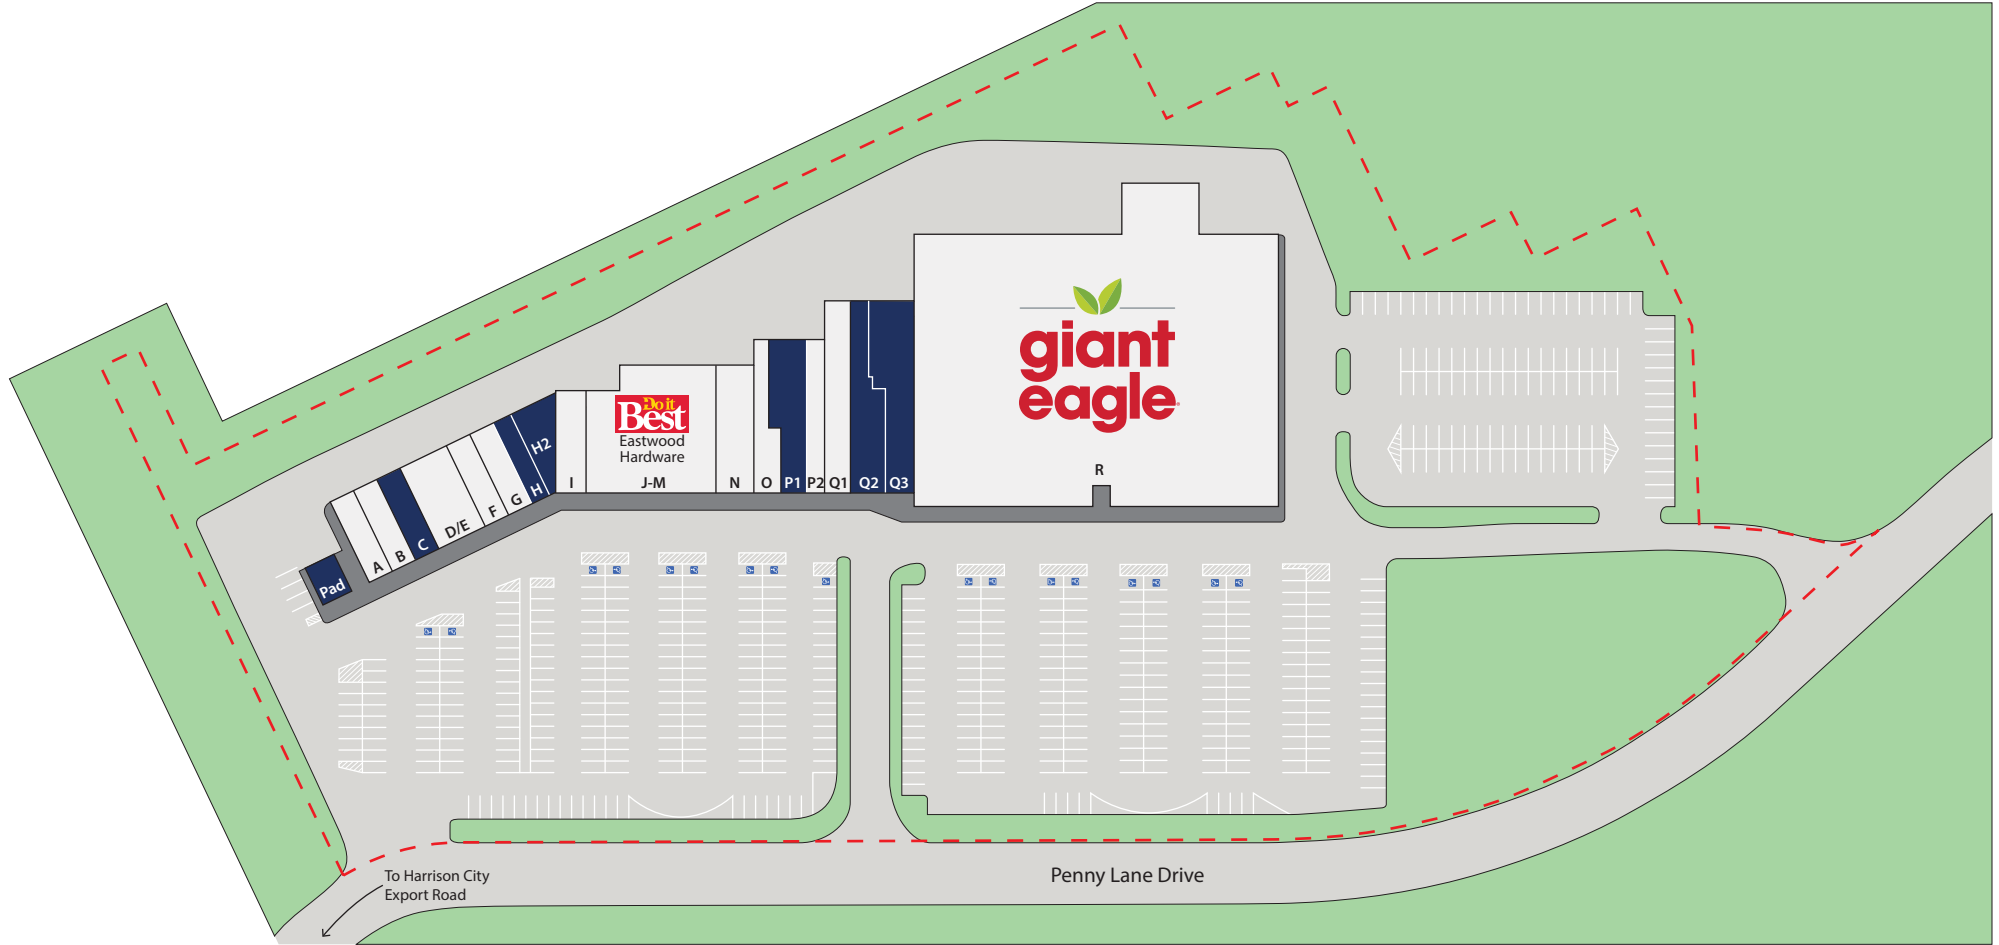 giant
eagle
R
Do it
Best
Eastwood
Hardware
Pad
A
B
C
D/E
F
G
H
H2
I
J-M
N
O
P1
P2
Q1
Q2
Q3
To Harrison City
Export Road
Penny Lane Drive